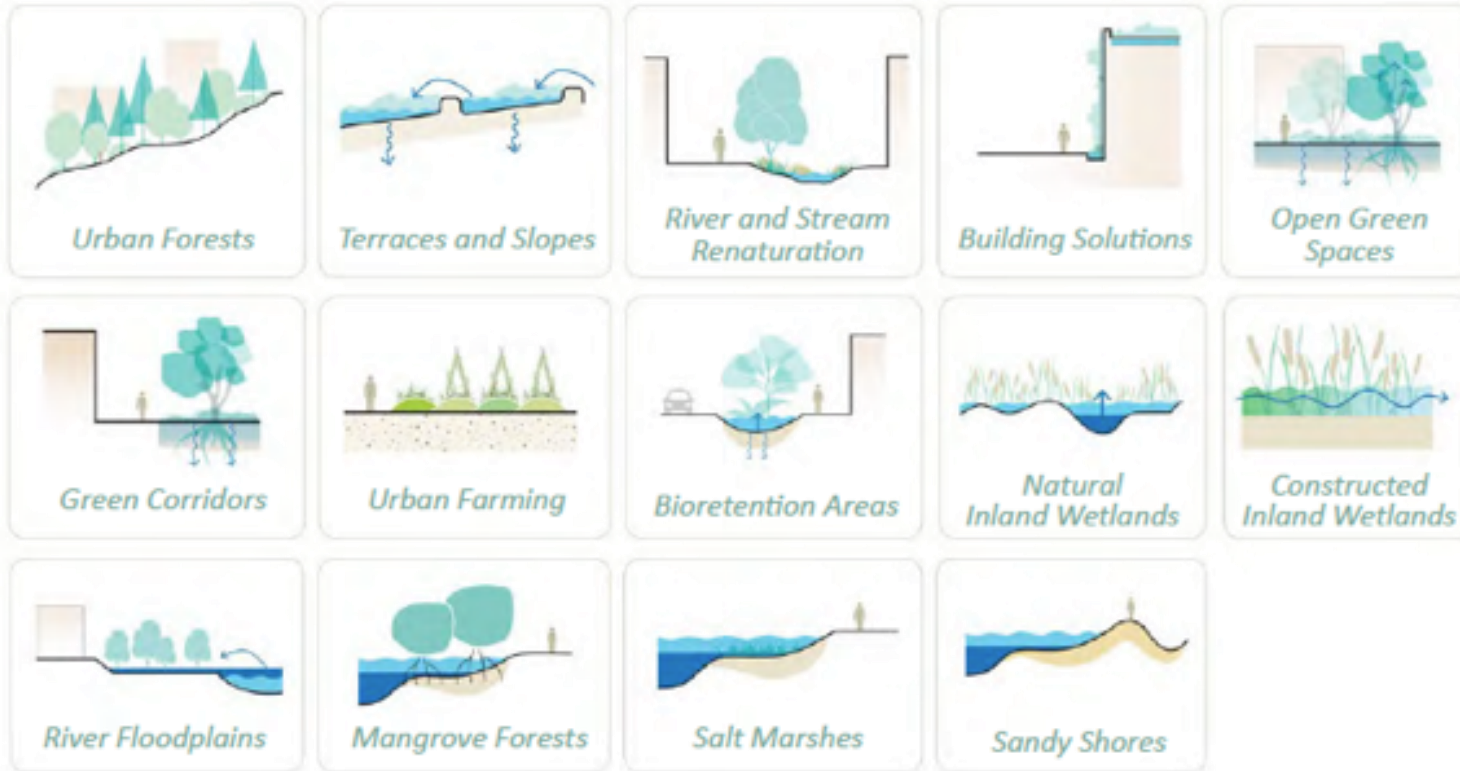 Urban Forests
Terraces and Slopes
River and Stream
Renaturation
Building Solutions
Open Green
Spaces
Green Corridors
Urban Farming
Bioretention Areas
Natural
Inland Wetlands
Constructed
Inland Wetlands
River Floodplains
Mangrove Forests
Salt Marshes
Sandy Shores